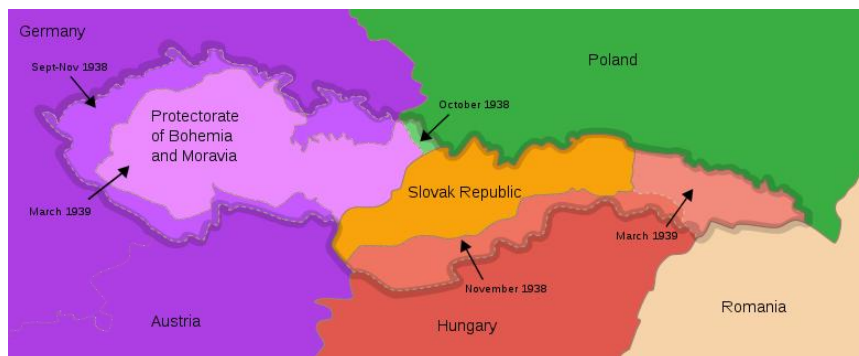 Germany
Sept-Nov 1938
Poland
October 1938
Protectorate
of Bohemia
and Moravia
Slovak Republic
March 1939
March 1939
November 1938
Romania
Austria
Hungary